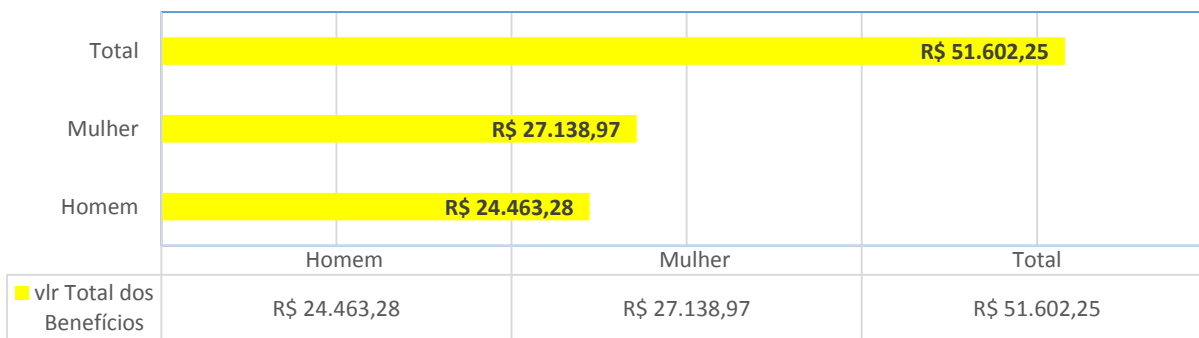 Total
R$ 51.602,25
Mulher
R$ 27.138,97
Homem
R$ 24.463,28
Homem Mulher Total
vlr Total dos
Benefícios
R$ 24.463,28 R$ 27.138,97 R$ 51.602,25